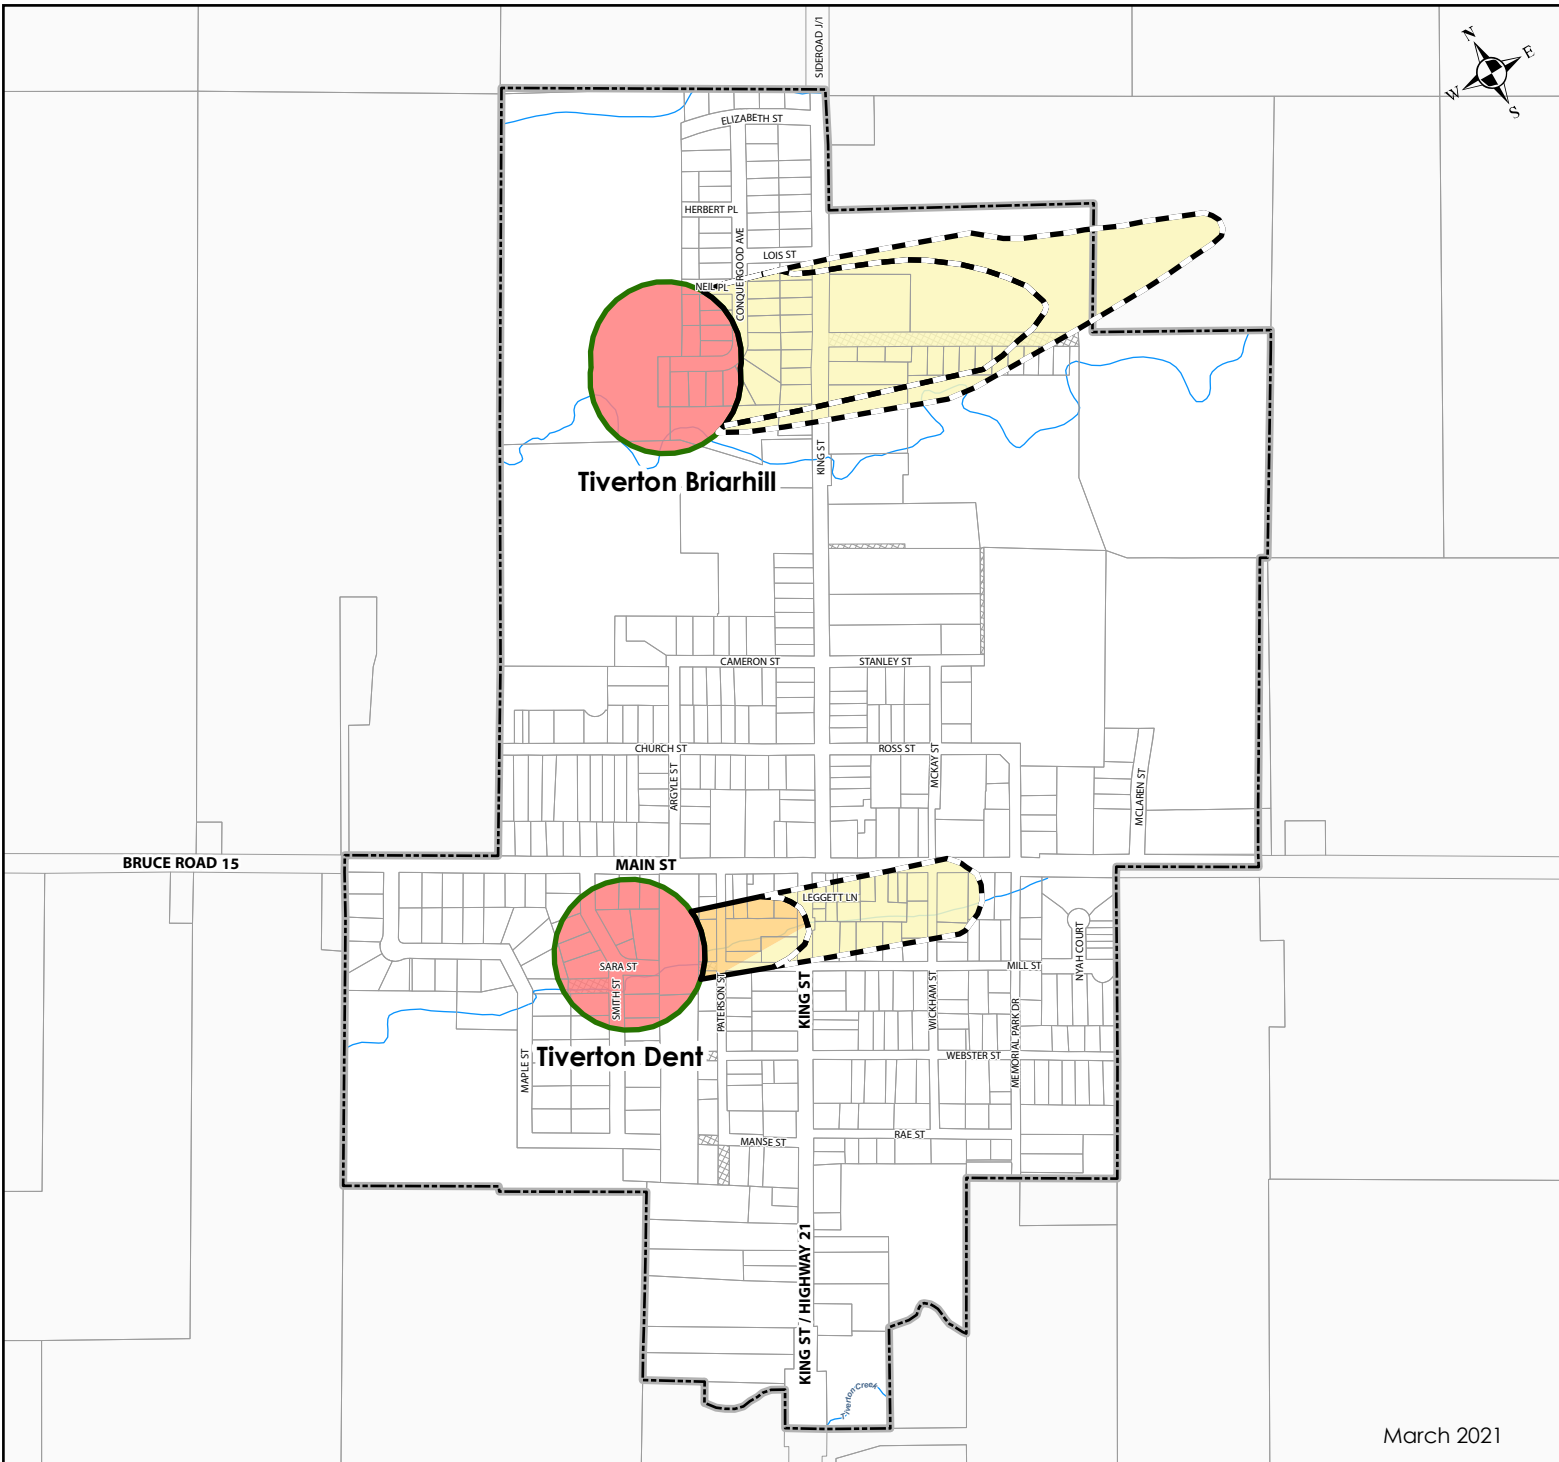 SIDEROAD J/1
N
E
W
S
ELIZABETH ST
HERBERT PL
CONQUERGOOD AVE
LOIS ST
NEIL PL
KING ST
Tiverton Briarhill
CAMERON ST
STANLEY ST
CHURCH ST
ROSS ST
ARGYLE ST
MCKAY ST
MCLAREN ST
BRUCE ROAD 15
MAIN ST
LEGGETT LN
SARA ST
SMITH ST
PATERSON ST
KING ST
WICKHAM ST
MILL ST
NYAH COURT
MEMORIAL PARK DR
MAPLE ST
Tiverton Dent
WEBSTER ST
MANSE ST
RAE ST
KING ST / HIGHWAY 21
Tiverton Creek
March 2021